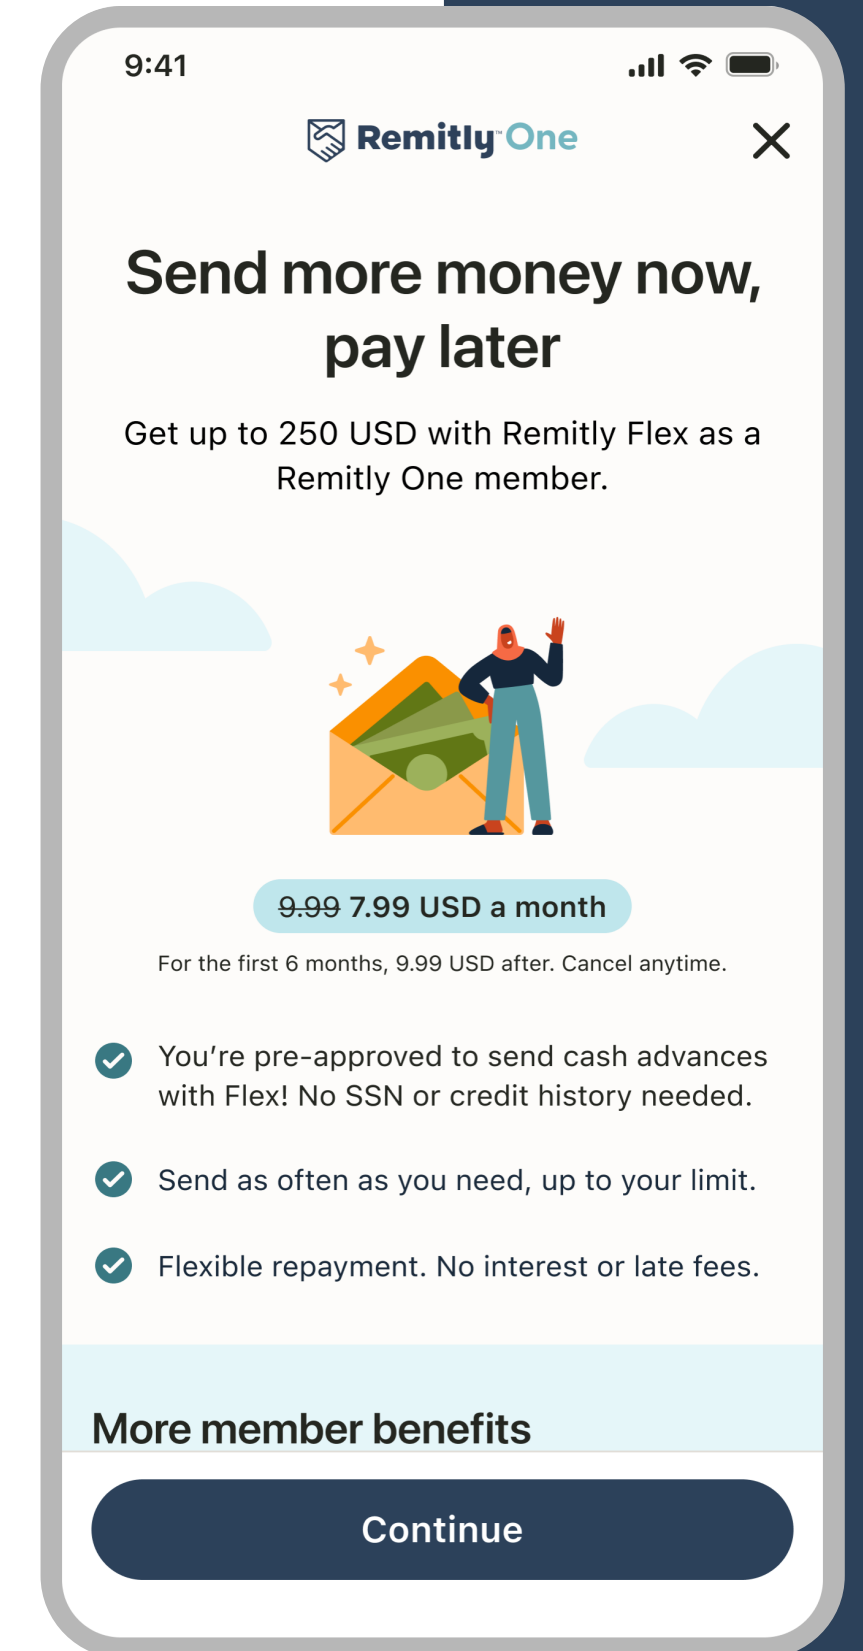 9:41
Remitly™ One
Send more money now,
pay later
Get up to 250 USD with Remitly Flex as a
Remitly One member.
9.99 7.99 USD a month
For the first 6 months, 9.99 USD after. Cancel anytime.
You’re pre-approved to send cash advances
with Flex! No SSN or credit history needed.
Send as often as you need, up to your limit.
Flexible repayment. No interest or late fees.
More member benefits
Continue